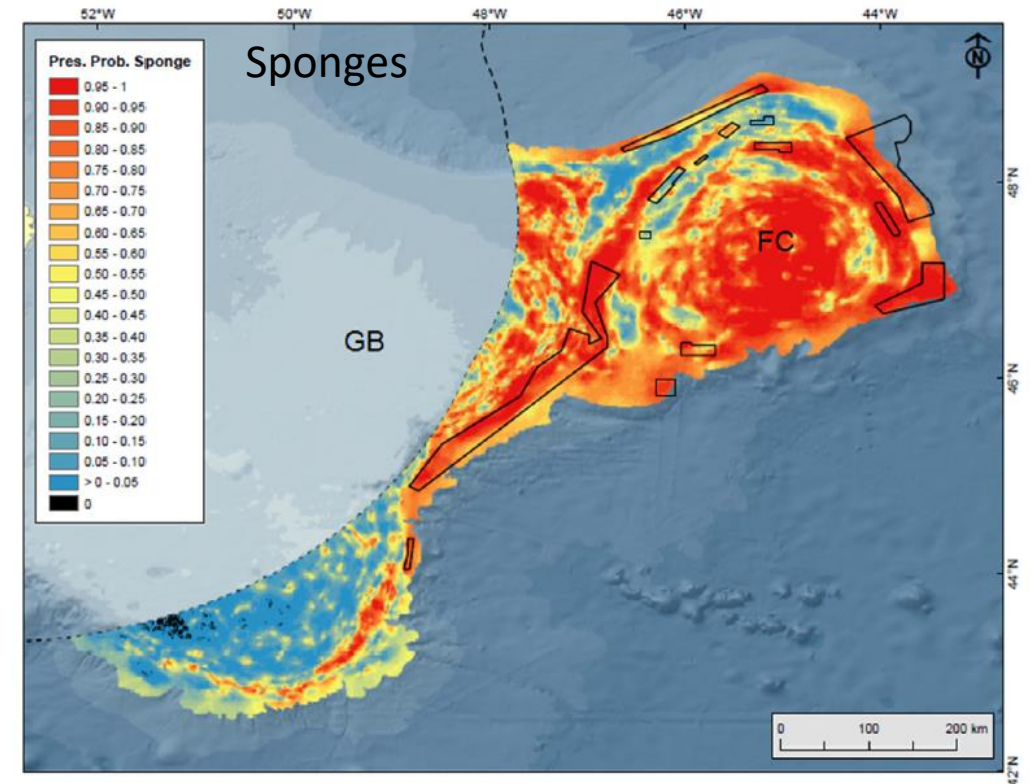 52°W 50°W 48°W 46°W 44°W
Sponges
N
Pres. Prob. Sponge
0.95 - 1
0.90 - 0.95
0.85 - 0.90
0.80 - 0.85
0.75 - 0.80
0.70 - 0.75
0.65 - 0.70
0.60 - 0.65
0.55 - 0.60
0.50 - 0.55
0.45 - 0.50
0.40 - 0.45
0.35 - 0.40
0.30 - 0.35
0.25 - 0.30
0.20 - 0.25
0.15 - 0.20
0.10 - 0.15
0.05 - 0.10
> 0 - 0.05
0
48°N
FC
GB
46°N
44°N
0 100 200 km
42°N